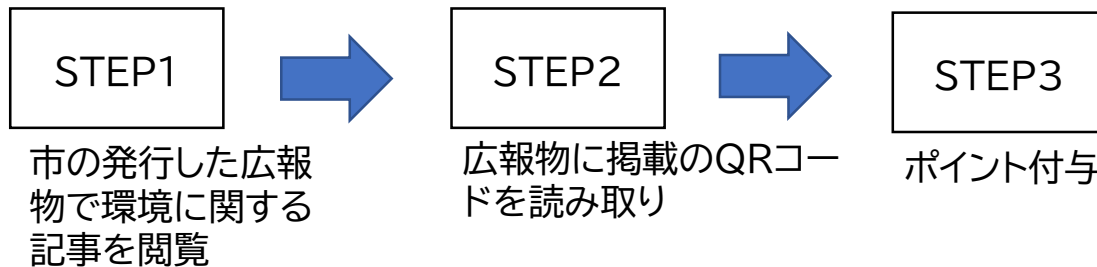 STEP1
市の発行した広報
物で環境に関する
記事を閲覧
STEP2
広報物に掲載のQRコー
ドを読み取り
STEP3
ポイント付与